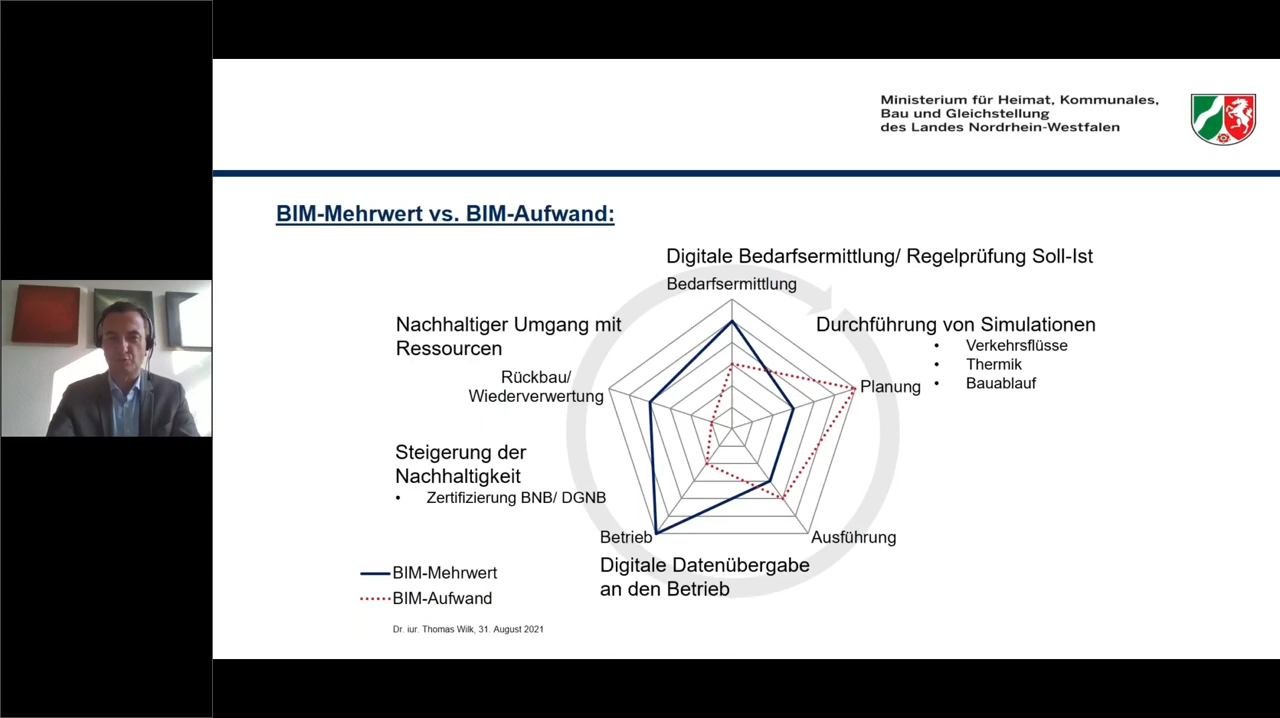 Ministerium für Heimat, Kommunales,
Bau und Gleichstellung
des Landes Nordrhein-Westfalen
BIM-Mehrwert vs. BIM-Aufwand:
Digitale Bedarfsermittlung/ Regelprüfung Soll-Ist
Bedarfsermittlung
Nachhaltiger Umgang mit
Ressourcen
Rückbau/
Wiederverwertung
Durchführung von Simulationen
• Verkehrsflüsse
• Thermik
• Bauablauf
Planung
Steigerung der
Nachhaltigkeit
• Zertifizierung BNB/ DGNB
Betrieb
Ausführung
Digitale Datenübergabe
an den Betrieb
BIM-Mehrwert
BIM-Aufwand
Dr. iur. Thomas Wilk, 31. August 2021